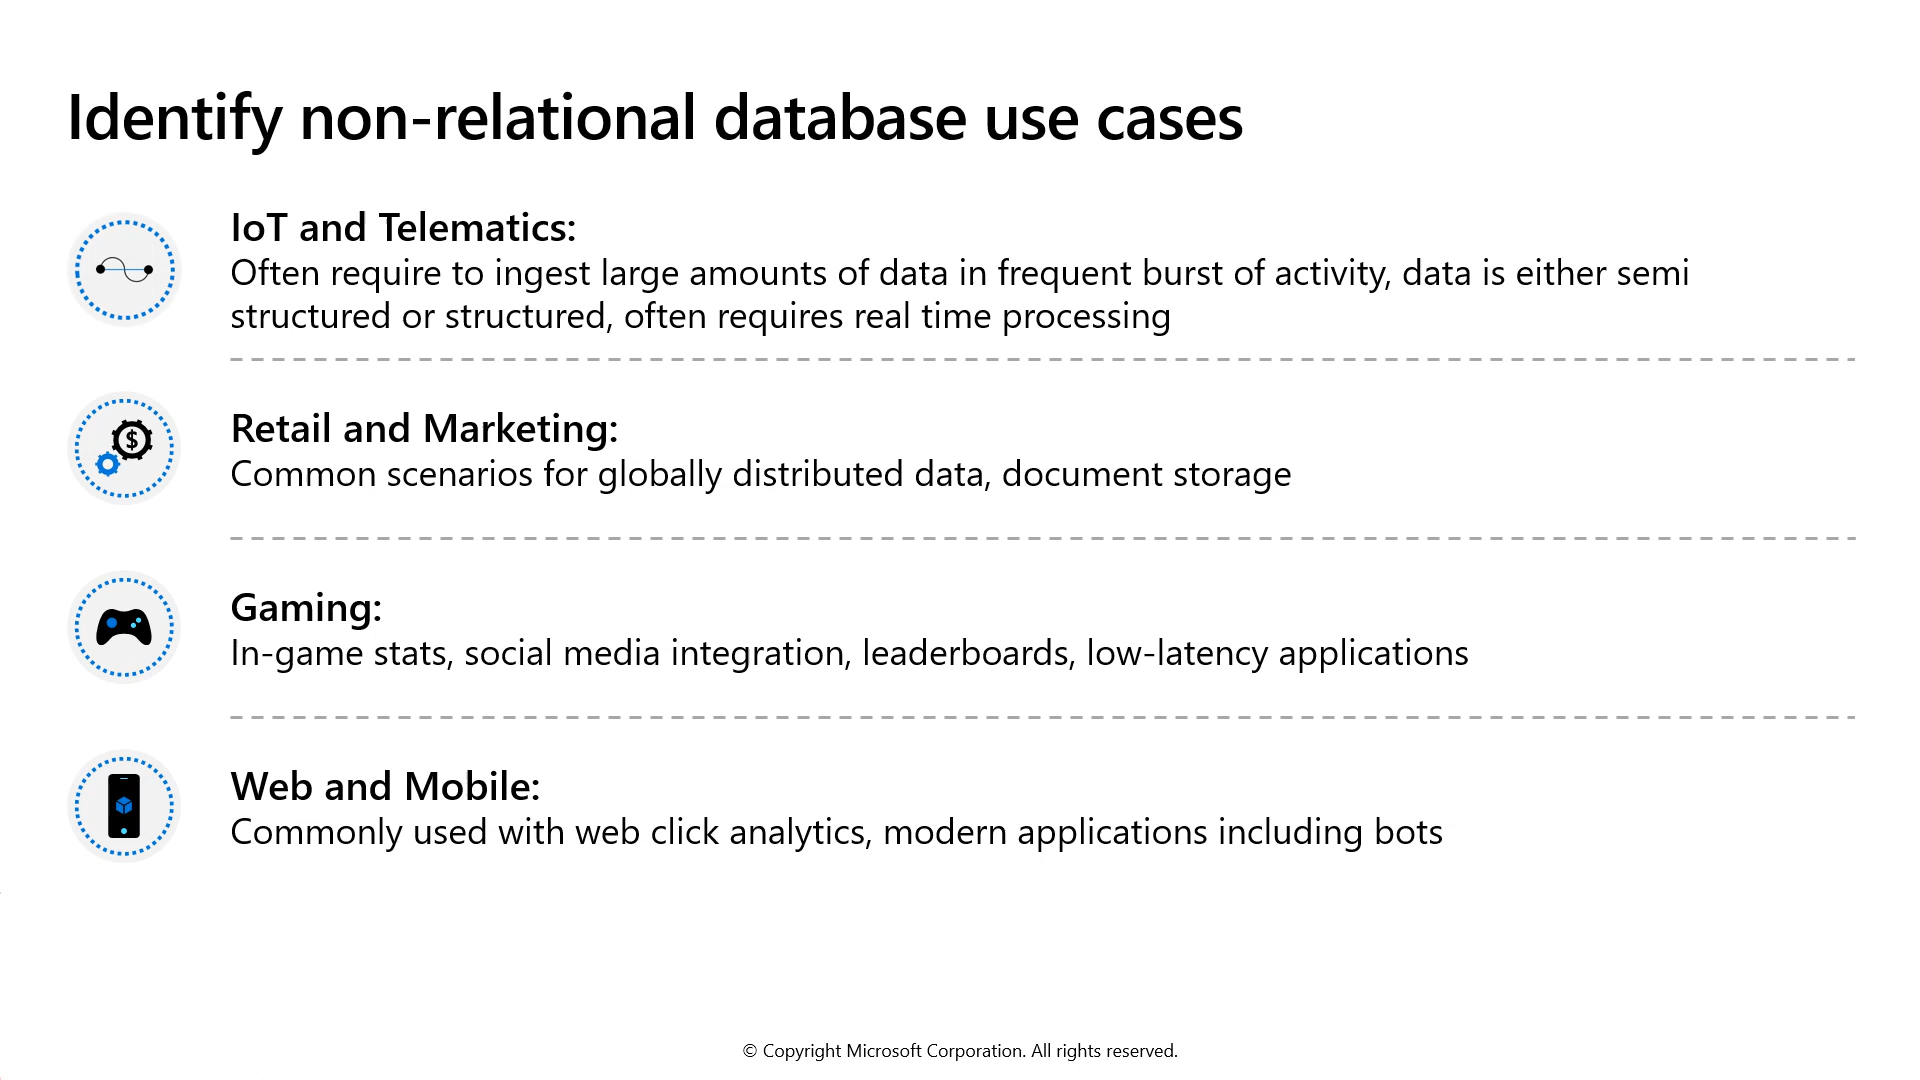 Identify non-relational database use cases
IoT and Telematics:
Often require to ingest large amounts of data in frequent burst of activity, data is either semi
structured or structured, often requires real time processing
$
Retail and Marketing:
Common scenarios for globally distributed data, document storage
Gaming:
In-game stats, social media integration, leaderboards, low-latency applications
Web and Mobile:
Commonly used with web click analytics, modern applications including bots
© Copyright Microsoft Corporation. All rights reserved.